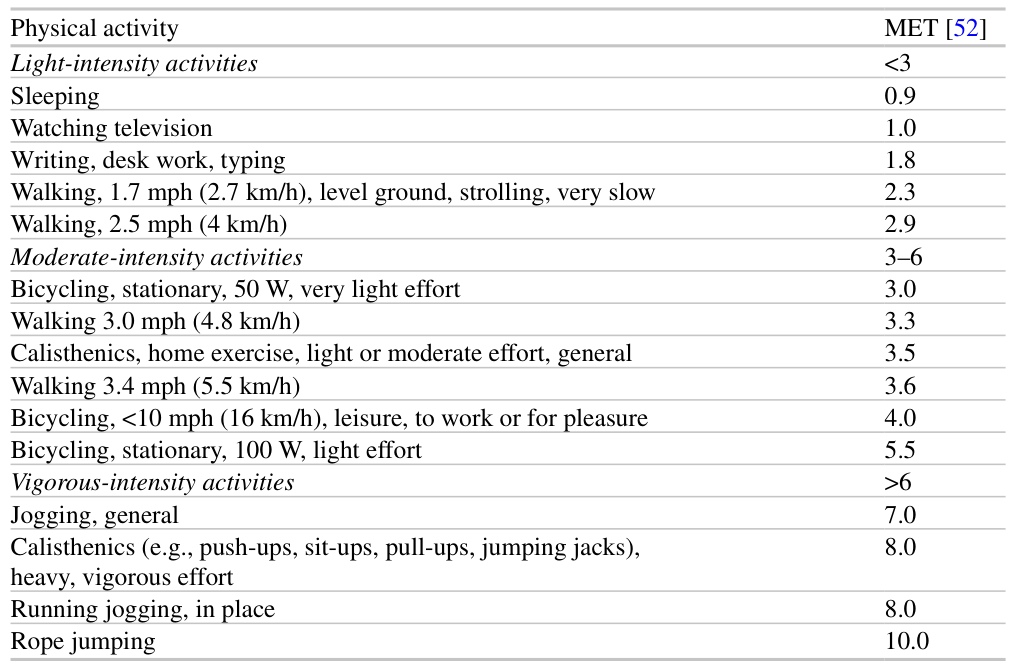 Physical activity MET [52]
Light-intensity activities <3
Sleeping 0.9
Watching television 1.0
Writing, desk work, typing 1.8
Walking, 1.7 mph (2.7 km/h), level ground, strolling, very slow 2.3
Walking, 2.5 mph (4 km/h) 2.9
Moderate-intensity activities 3–6
Bicycling, stationary, 50 W, very light effort 3.0
Walking 3.0 mph (4.8 km/h) 3.3
Calisthenics, home exercise, light or moderate effort, general 3.5
Walking 3.4 mph (5.5 km/h) 3.6
Bicycling, <10 mph (16 km/h), leisure, to work or for pleasure 4.0
Bicycling, stationary, 100 W, light effort 5.5
Vigorous-intensity activities >6
Jogging, general 7.0
Calisthenics (e.g., push-ups, sit-ups, pull-ups, jumping jacks), 8.0
heavy, vigorous effort
Running jogging, in place 8.0
Rope jumping 10.0